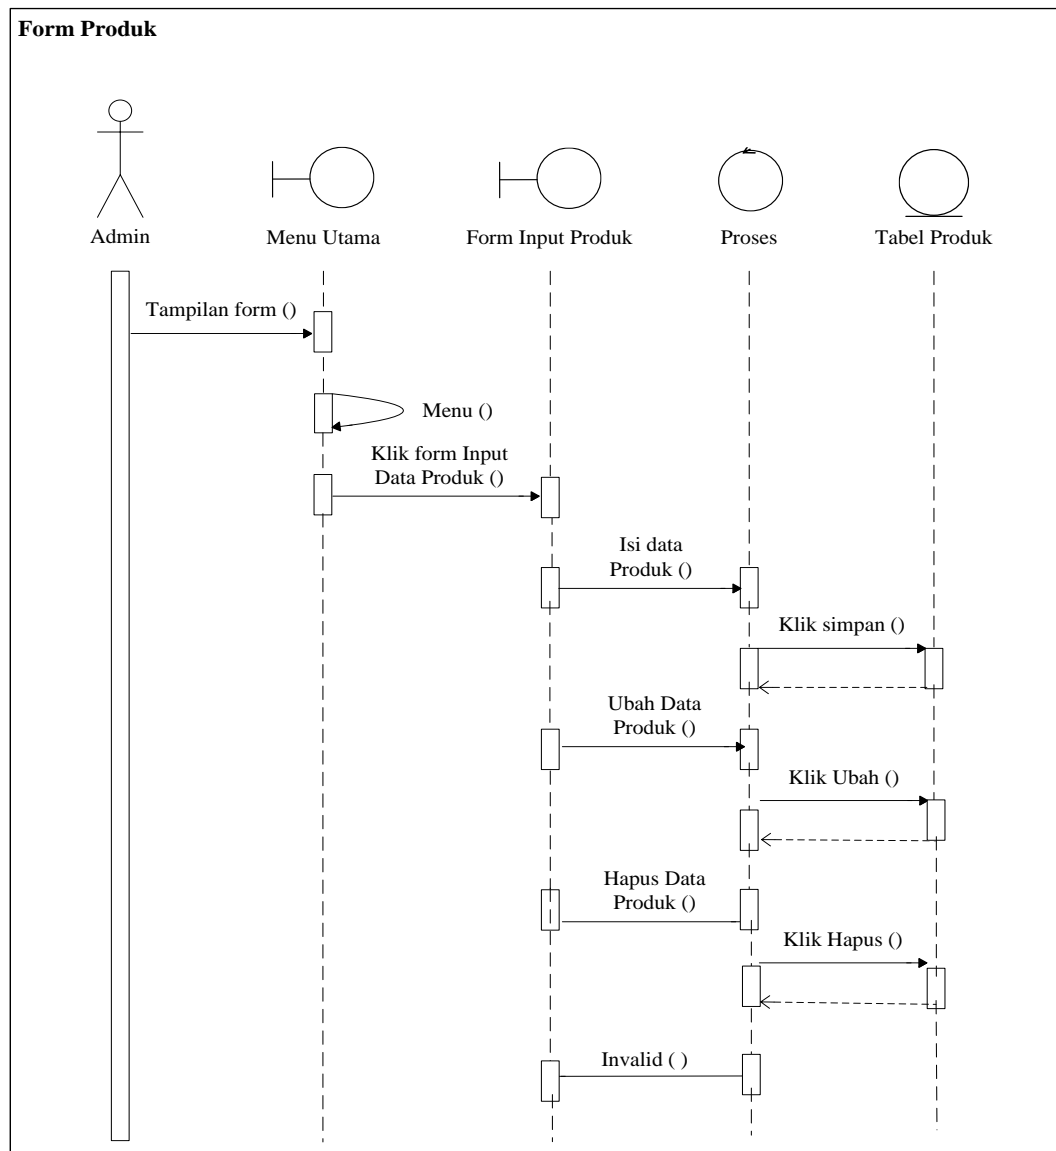 Form Produk
Admin
Menu Utama
Form Input Produk
Proses
Tabel Produk
Tampilan form ()
Menu ()
Klik form Input
Data Produk ()
Isi data
Produk ()
Klik simpan ()
Ubah Data
Produk ()
Klik Ubah ()
Hapus Data
Produk ()
Klik Hapus ()
Invalid ( )